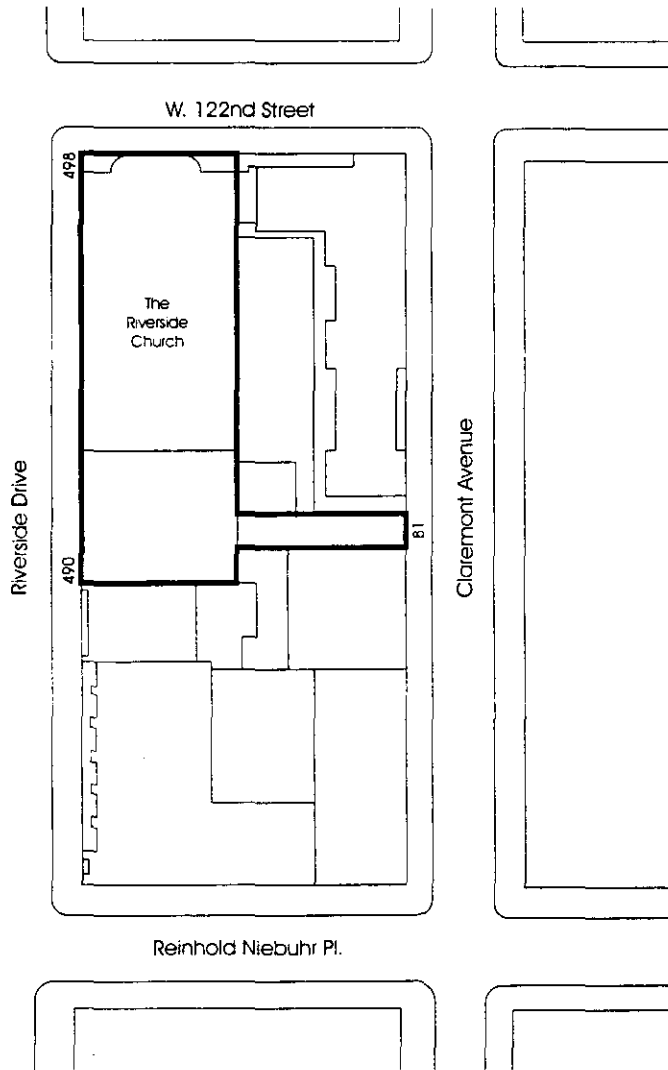 W. 122nd Street
498
The
Riverside
Church
Riverside Drive
Claremont Avenue
81
490
Reinhold Niebuhr Pl.